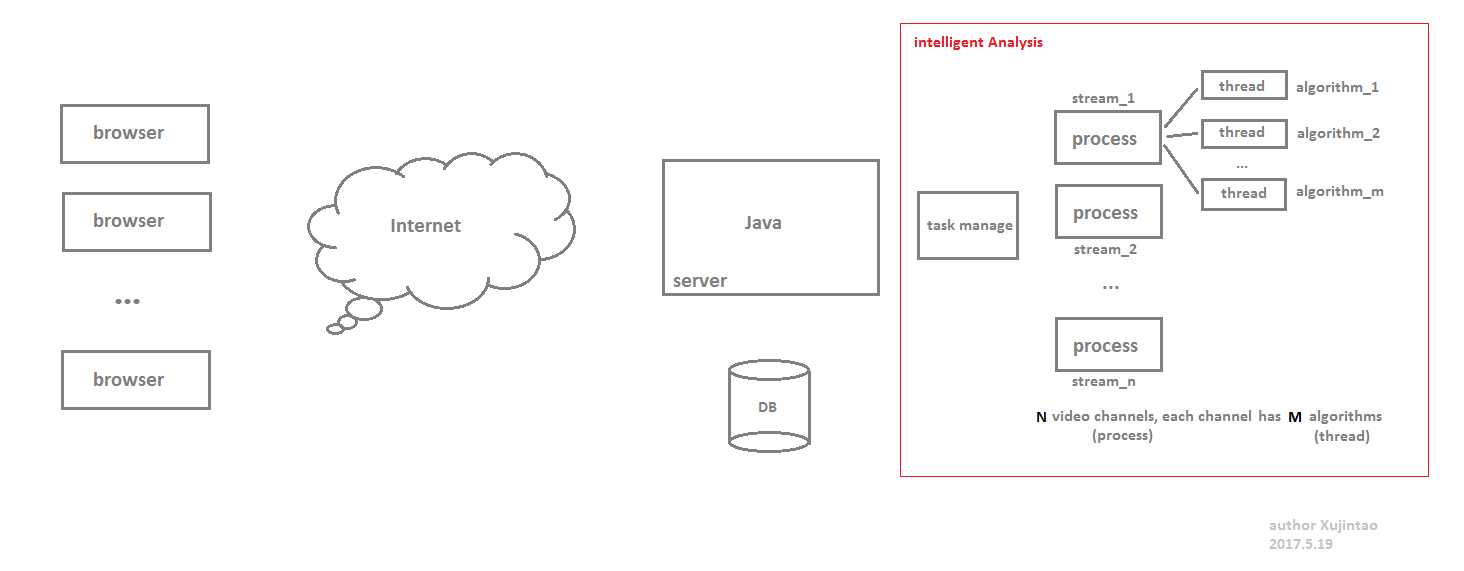 browser
browser
...
browser
Internet
Java
server
DB
intelligent Analysis
task manage
stream_1
process
process
stream_2
...
process
stream_n
thread
algorithm_1
thread
algorithm_2
...
thread
algorithm_m
N video channels, each channel has M algorithms
(process) (thread)
author Xujintao
2017.5.19